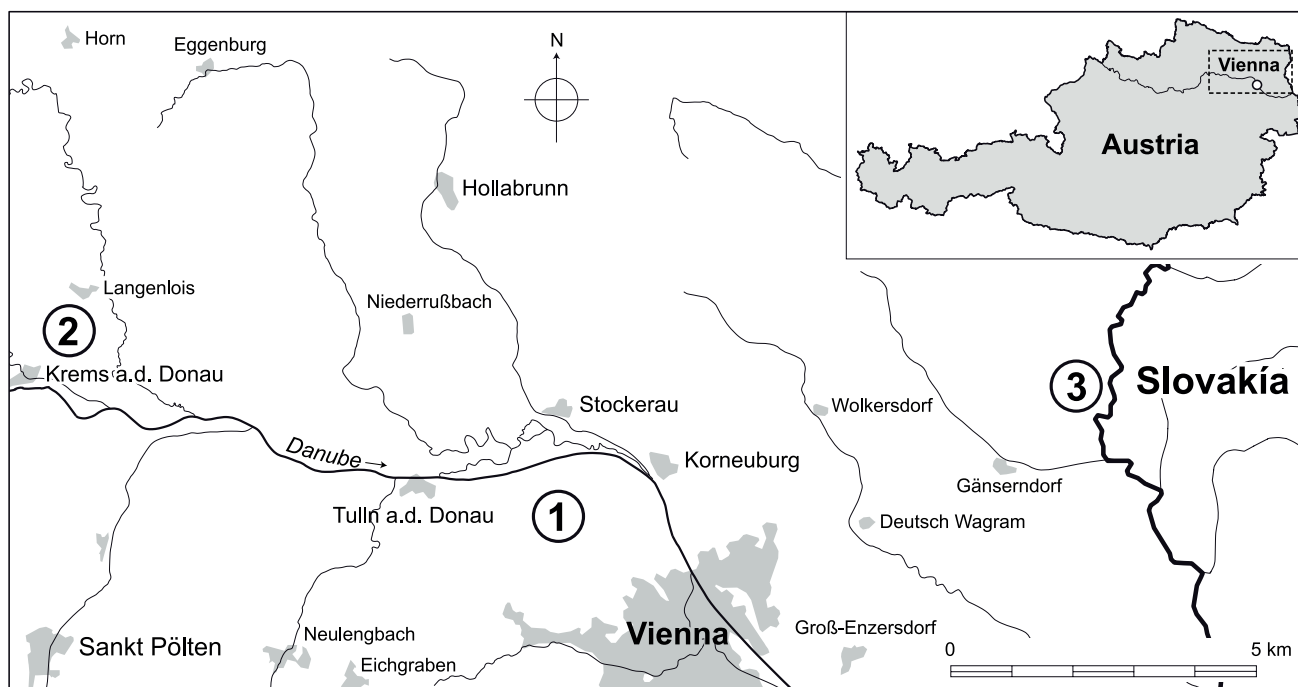 Horn
Eggenburg
N
Vienna
Austria
Hollabrunn
Langenlois
Niederrußbach
2
Krems a.d. Donau
3
Slovakía
Stockerau
Wolkersdorf
Danube →
Korneuburg
Gänserndorf
Tulln a.d. Donau
1
Deutsch Wagram
Sankt Pölten
Neulengbach
Vienna
Groß-Enzersdorf
Eichgraben
0 5 km